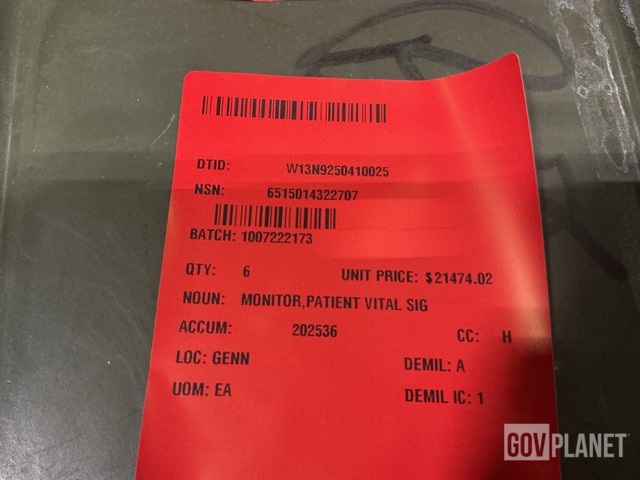 DTID: W13N9250410025
NSN: 6515014322707
BATCH: 1007222173
QTY: 6 UNIT PRICE: $21474.02
NOUN: MONITOR,PATIENT VITAL SIG
ACCUM: 202536 CC: H
LOC: GENN DEMIL: A
UOM: EA DEMIL IC: 1
GOVPLANET